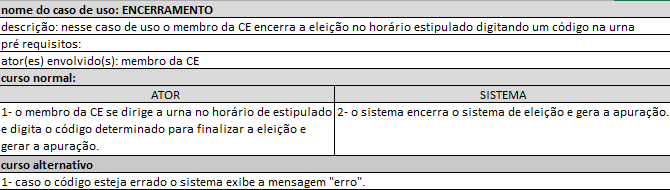 nome do caso de uso: ENCERRAMENTO
descrição: nesse caso de uso o membro da CE encerra a eleição no horário estipulado digitando um código na urna
pré requisitos:
ator(es) envolvido(s): membro da CE
curso normal:
ATOR
SISTEMA
1- o membro da CE se dirige a urna no horário de estipulado
e digita o código determinado para finalizar a eleição e
gerar a apuração.
2- o sistema encerra o sistema de eleição e gera a apuração.
curso alternativo
1- caso o código esteja errado o sistema exibe a mensagem "erro".